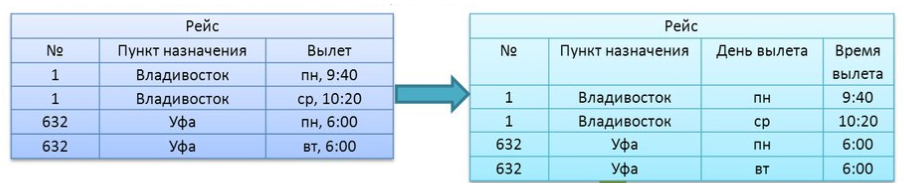 Рейс
№ Пункт назначения Вылет
1 Владивосток пн, 9:40
1 Владивосток ср, 10:20
632 Уфа пн, 6:00
632 Уфа вт, 6:00
Рейс
№ Пункт назначения День вылета Время
вылета
1 Владивосток пн 9:40
1 Владивосток ср 10:20
632 Уфа пн 6:00
632 Уфа вт 6:00